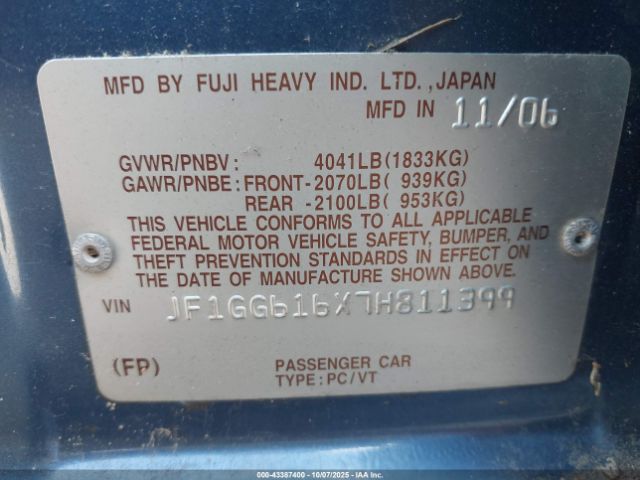 MFD BY FUJI HEAVY IND. LTD., JAPAN
MFD IN 11/06
GVWR/PNBV: 4041LB(1833KG)
GAWR/PNBE: FRONT-2070LB( 939KG)
REAR -2100LB( 953KG)
THIS VEHICLE CONFORMS TO ALL APPLICABLE
FEDERAL MOTOR VEHICLE SAFETY, BUMPER, AND
THEFT PREVENTION STANDARDS IN EFFECT ON
THE DATE OF MANUFACTURE SHOWN ABOVE.
VIN JF1GG616X7H811399
(FP) PASSENGER CAR
TYPE: PC/VT
000-43387400 - 10/07/2025 - IAA Inc.